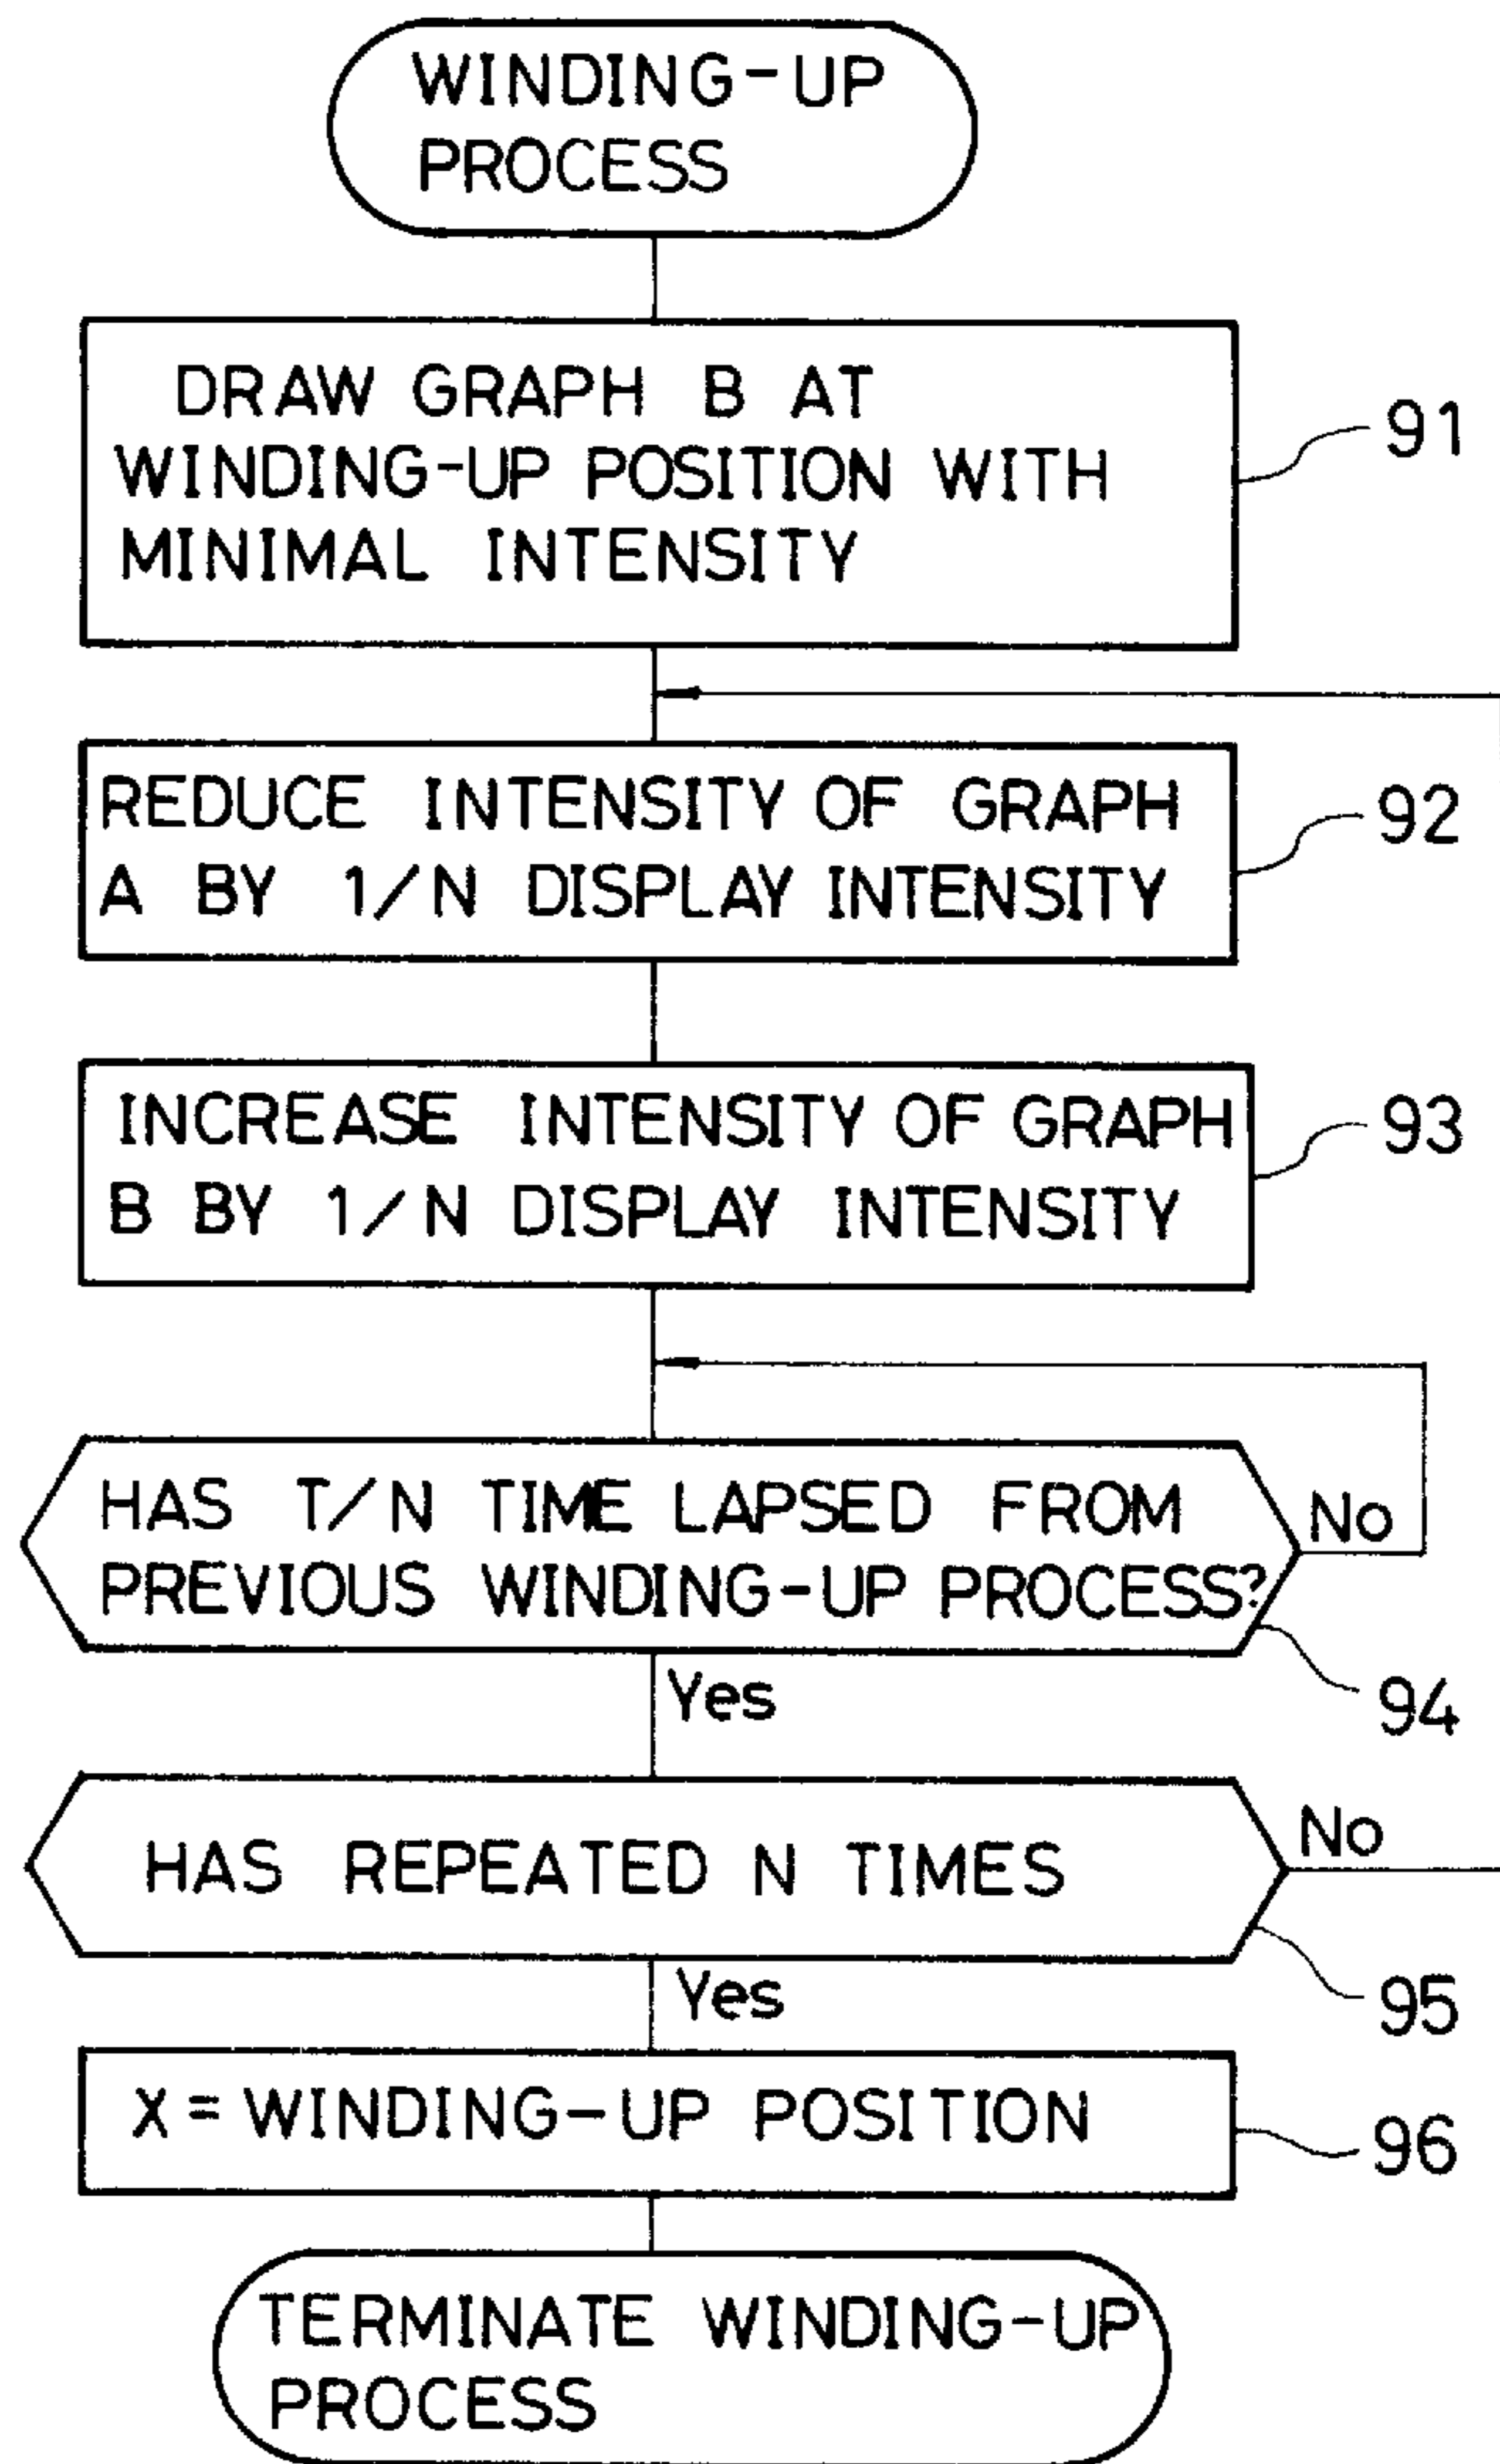 WINDING-UP
PROCESS
DRAW GRAPH B AT
WINDING-UP POSITION WITH
MINIMAL INTENSITY
91
REDUCE INTENSITY OF GRAPH
A BY 1/N DISPLAY INTENSITY
92
INCREASE INTENSITY OF GRAPH
B BY 1/N DISPLAY INTENSITY
93
HAS T/N TIME LAPSED FROM
PREVIOUS WINDING-UP PROCESS?
No
94
Yes
HAS REPEATED N TIMES
No
95
Yes
X = WINDING-UP POSITION
96
TERMINATE WINDING-UP
PROCESS